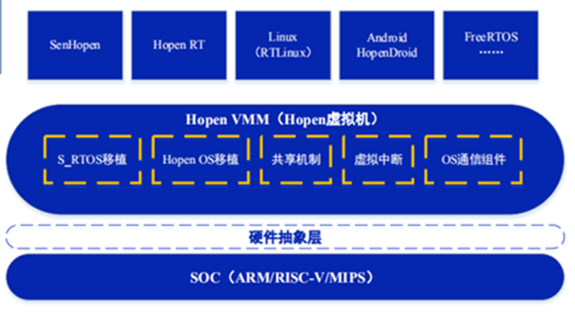 SenHopen
Hopen RT
Linux
（RTLinux）
Android
HopenDroid
FreeRTOS
……
Hopen VMM（Hopen虚拟机）
S_RTOS移植
Hopen OS移植
共享机制
虚拟中断
OS通信组件
硬件抽象层
SOC（ARM/RISC-V/MIPS）